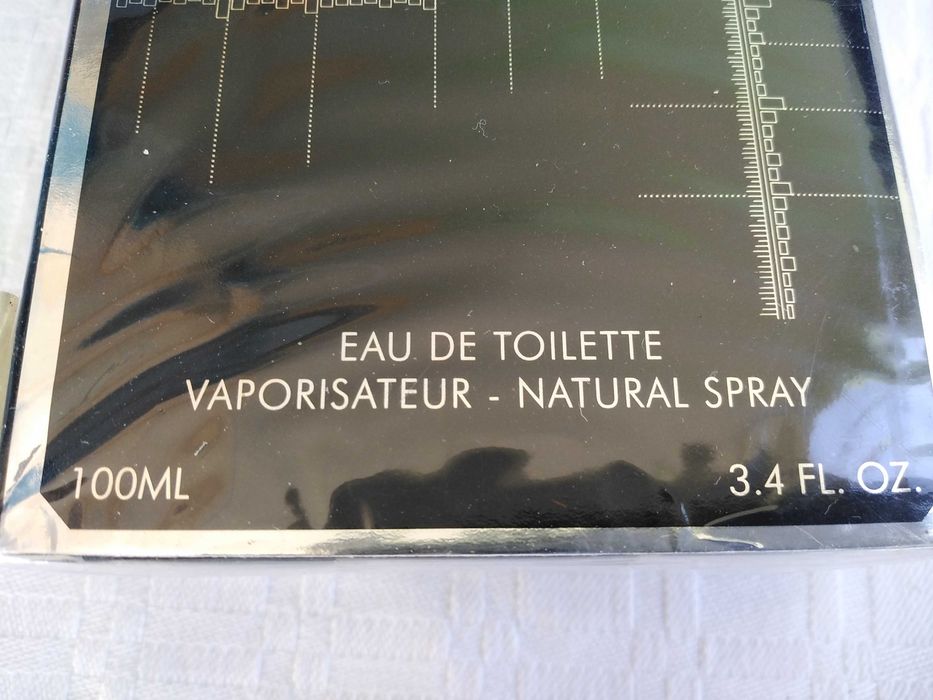 EAU DE TOILETTE
VAPORISATEUR - NATURAL SPRAY
100ML
3.4 FL. OZ.